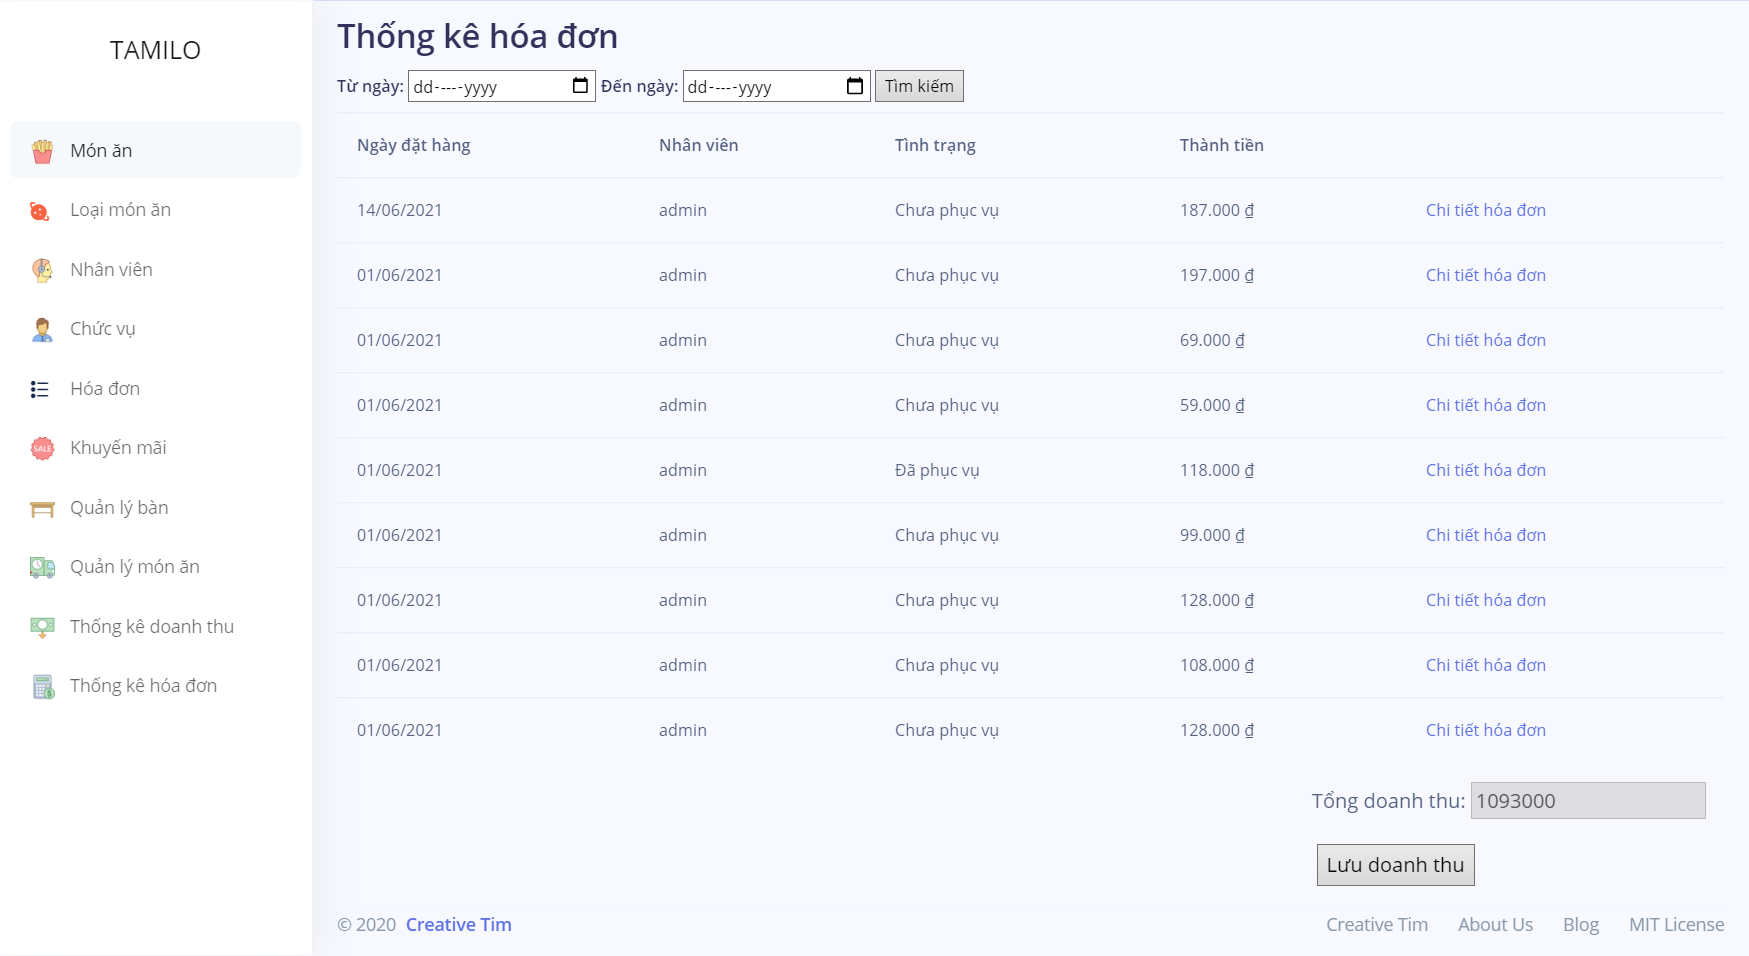 TAMILO
Món ăn
Loại món ăn
Nhân viên
Chức vụ
Hóa đơn
SALE Khuyến mãi
Quản lý bàn
Quản lý món ăn
Thống kê doanh thu
Thống kê hóa đơn
Thống kê hóa đơn
Từ ngày: dd-----yyyy Đến ngày: dd-----yyyy Tìm kiếm
Ngày đặt hàng Nhân viên Tình trạng Thành tiền
14/06/2021 admin Chưa phục vụ 187.000 ₫ Chi tiết hóa đơn
01/06/2021 admin Chưa phục vụ 197.000 ₫ Chi tiết hóa đơn
01/06/2021 admin Chưa phục vụ 69.000 ₫ Chi tiết hóa đơn
01/06/2021 admin Chưa phục vụ 59.000 ₫ Chi tiết hóa đơn
01/06/2021 admin Đã phục vụ 118.000 ₫ Chi tiết hóa đơn
01/06/2021 admin Chưa phục vụ 99.000 ₫ Chi tiết hóa đơn
01/06/2021 admin Chưa phục vụ 128.000 ₫ Chi tiết hóa đơn
01/06/2021 admin Chưa phục vụ 108.000 ₫ Chi tiết hóa đơn
01/06/2021 admin Chưa phục vụ 128.000 ₫ Chi tiết hóa đơn
Tổng doanh thu: 1093000
Lưu doanh thu
© 2020 Creative Tim
Creative Tim About Us Blog MIT License